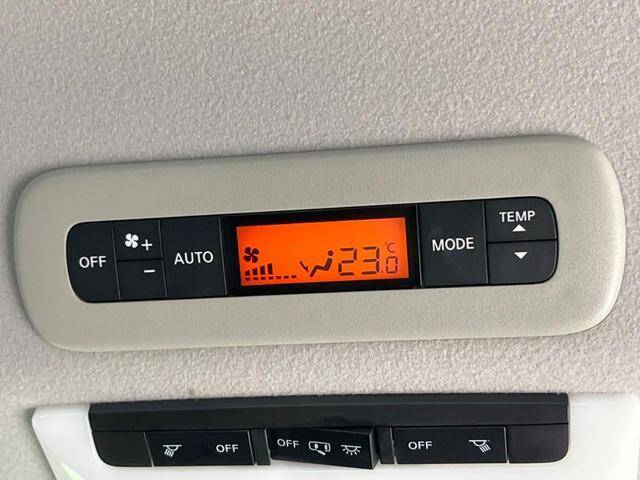 OFF + - AUTO 23.0 °C MODE TEMP
OFF OFF OFF